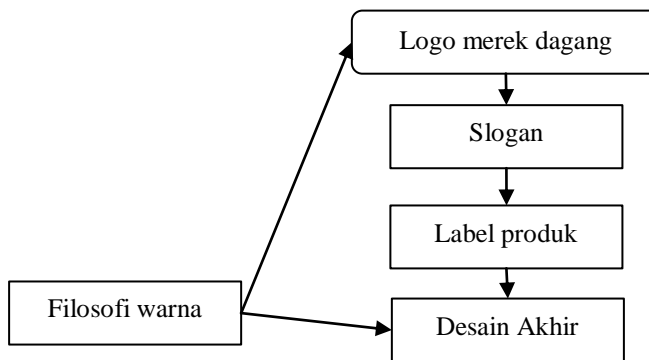 Logo merek dagang
Slogan
Label produk
Filosofi warna
Desain Akhir